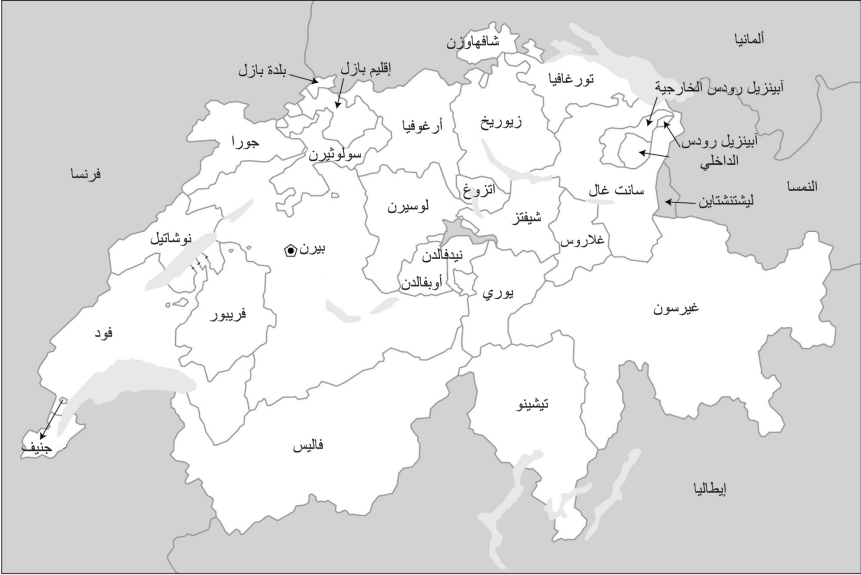 شافهاوزن
ألمانيا
إقليم بازل
بلدة بازل
تورغافيا
آبينزيل رودس الخارجية
جورا
سولوثيرن
أرغوفيا
زيوريخ
آبينزيل رودس
الداخلي
فرنسا
لوسيرن
اتزوغ
سانت غال
النمسا
ليشتنشتاين
نوشاتيل
بيرن
شيفتز
غلاروس
نيدفالدن
أوبفالدن
يوري
غيرسون
فود
فريبور
تيشينو
جنيف
فاليس
إيطاليا